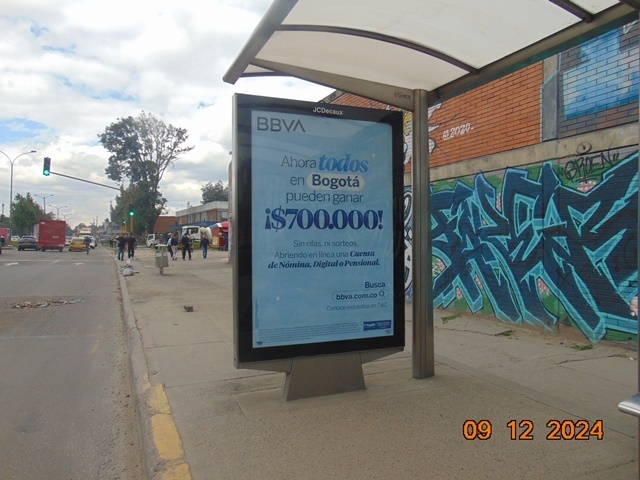 JCDecaux
BBVA
Ahora todos
en Bogotá
pueden ganar
¡$700.000!
Sin rifas, ni sorteos.
Abriendo en línea una Cuenta
de Nómina, Digital o Pensional.
Busca
bbva.com.co
2020
09 12 2024